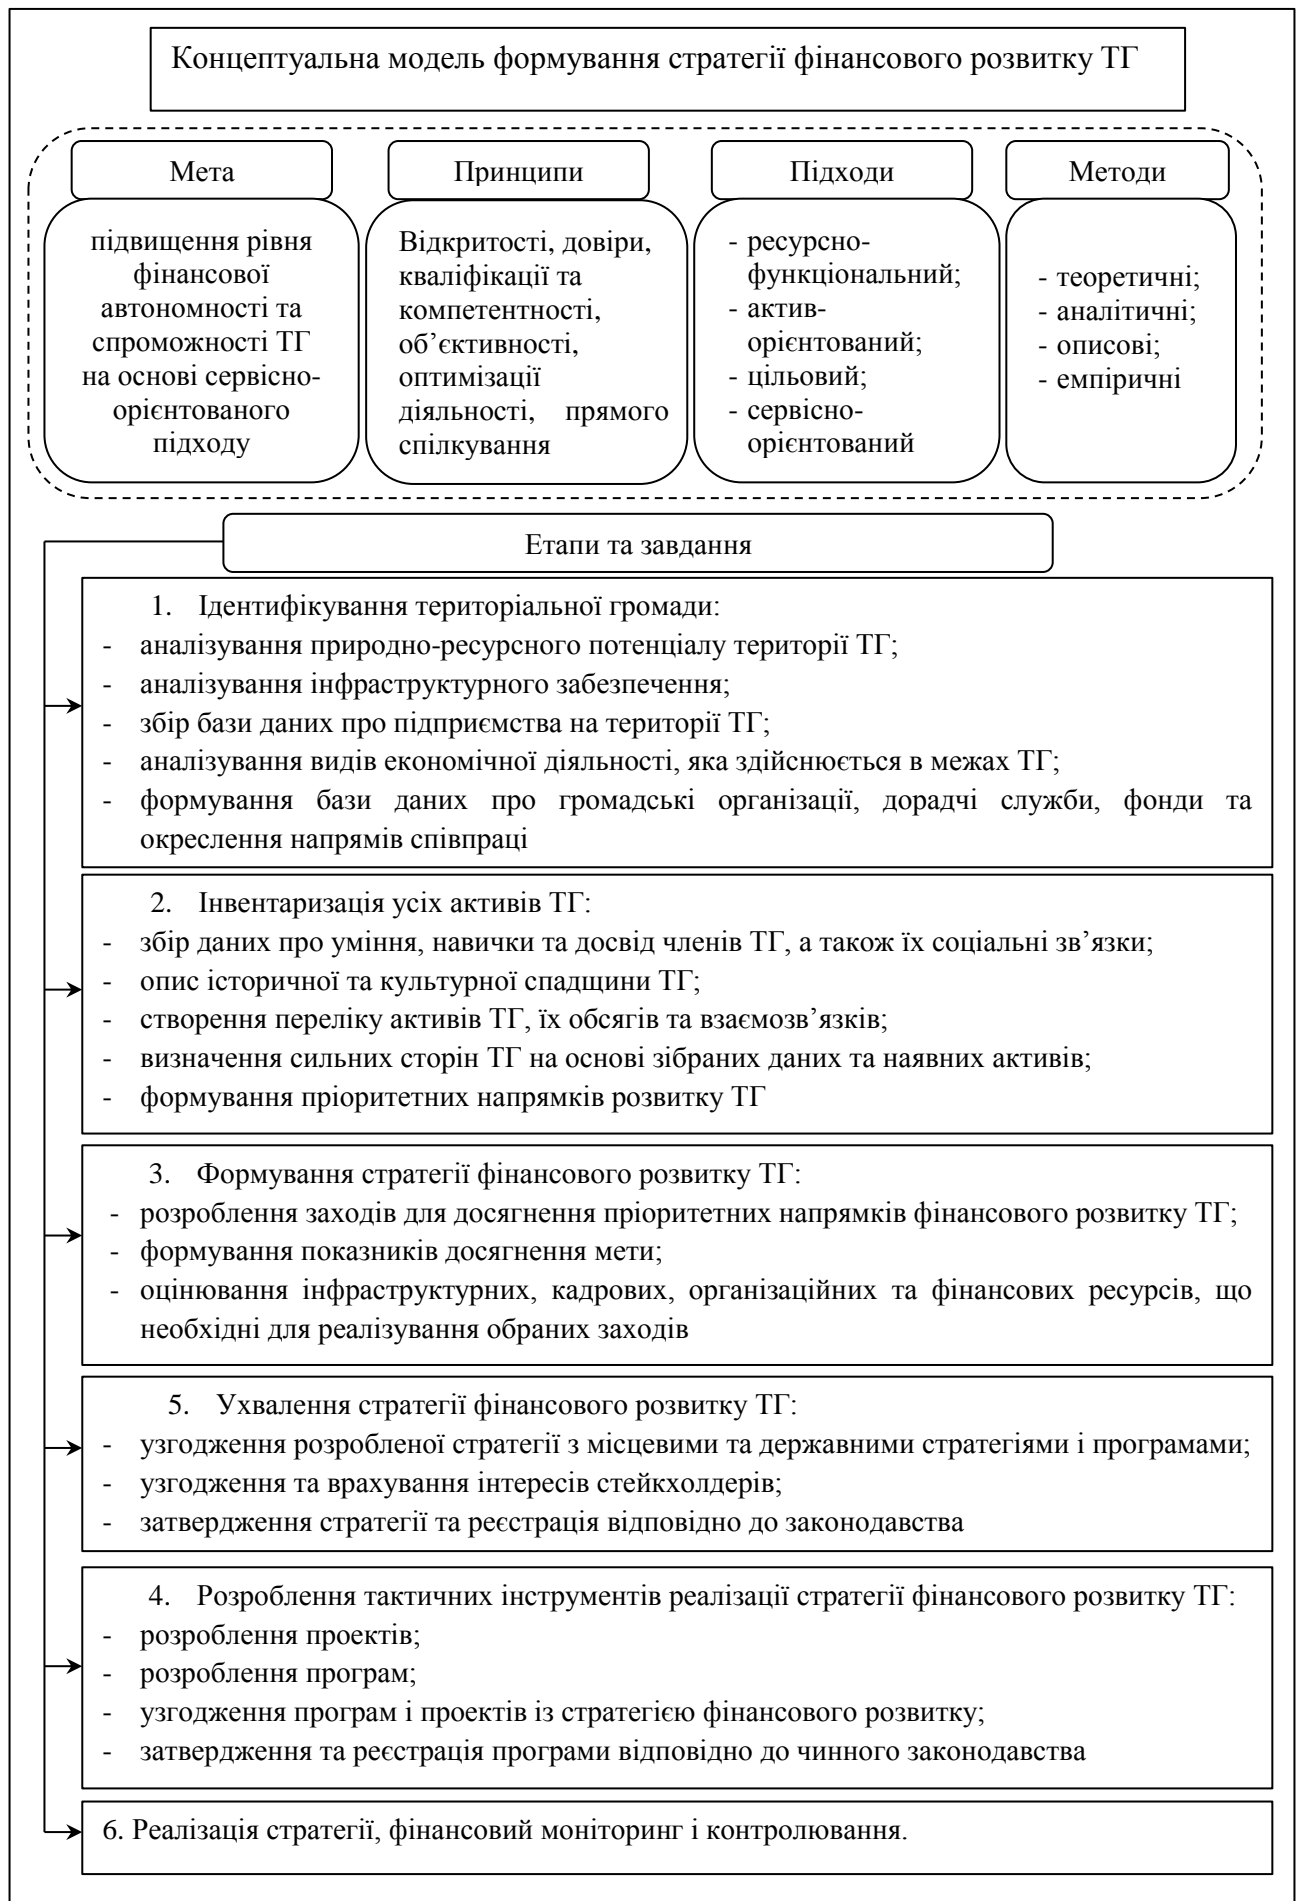 Концептуальна модель формування стратегії фінансового розвитку ТГ
Мета
підвищення рівня
фінансової
автономності та
спроможності ТГ
на основі сервісно-
орієнтованого
підходу
Принципи
Відкритості, довіри,
кваліфікації та
компетентності,
об’єктивності,
оптимізації
діяльності, прямого
спілкування
Підходи
- ресурсно-
функціональний;
- актив-
орієнтований;
- цільовий;
- сервісно-
орієнтований
Методи
- теоретичні;
- аналітичні;
- описові;
- емпіричні
Етапи та завдання
1. Ідентифікування територіальної громади:
- аналізування природно-ресурсного потенціалу території ТГ;
- аналізування інфраструктурного забезпечення;
- збір бази даних про підприємства на території ТГ;
- аналізування видів економічної діяльності, яка здійснюється в межах ТГ;
- формування бази даних про громадські організації, дорадчі служби, фонди та
окреслення напрямів співпраці
2. Інвентаризація усіх активів ТГ:
- збір даних про уміння, навички та досвід членів ТГ, а також їх соціальні зв’язки;
- опис історичної та культурної спадщини ТГ;
- створення переліку активів ТГ, їх обсягів та взаємозв’язків;
- визначення сильних сторін ТГ на основі зібраних даних та наявних активів;
- формування пріоритетних напрямків розвитку ТГ
3. Формування стратегії фінансового розвитку ТГ:
- розроблення заходів для досягнення пріоритетних напрямків фінансового розвитку ТГ;
- формування показників досягнення мети;
- оцінювання інфраструктурних, кадрових, організаційних та фінансових ресурсів, що
необхідні для реалізування обраних заходів
5. Ухвалення стратегії фінансового розвитку ТГ:
- узгодження розробленої стратегії з місцевими та державними стратегіями і програмами;
- узгодження та врахування інтересів стейкхолдерів;
- затвердження стратегії та реєстрація відповідно до законодавства
4. Розроблення тактичних інструментів реалізації стратегії фінансового розвитку ТГ:
- розроблення проектів;
- розроблення програм;
- узгодження програм і проектів із стратегією фінансового розвитку;
- затвердження та реєстрація програми відповідно до чинного законодавства
6. Реалізація стратегії, фінансовий моніторинг і контролювання.